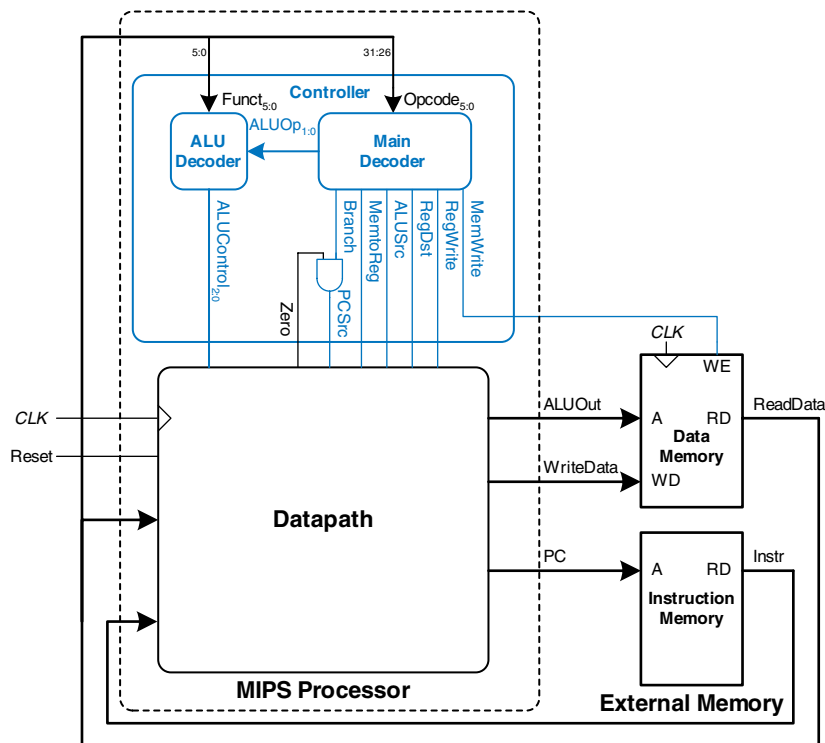 5:0
31:26
Controller
Funct5:0
Opcode5:0
ALUOp1:0
ALU
Decoder
Main
Decoder
ALUControl2:0
Branch
MemtoReg
ALUSrc
RegDst
RegWrite
MemWrite
Zero
PCSrc
CLK
WE
CLK
ALUOut
A
RD
ReadData
Data
Memory
Reset
WriteData
WD
Datapath
PC
A
RD
Instr
Instruction
Memory
MIPS Processor
External Memory